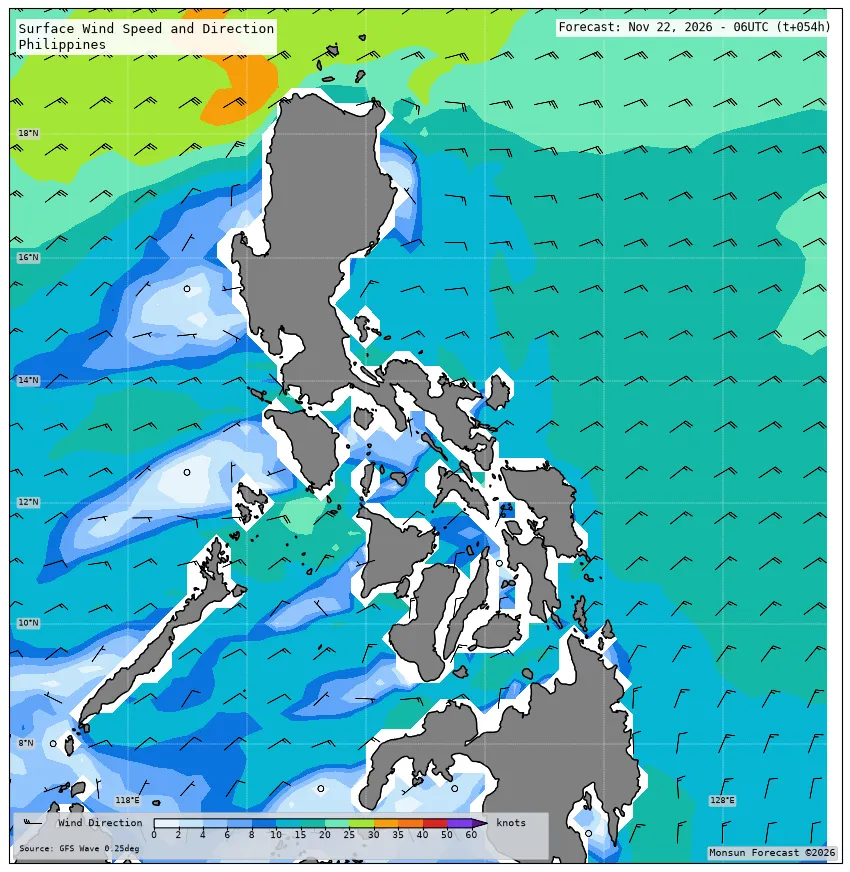 Surface Wind Speed and Direction
Philippines
Forecast: Nov 22, 2026 - 06UTC (t+054h)
18°N
16°N
14°N
12°N
10°N
8°N
118°E
128°E
Wind Direction
knots
0 2 4 6 8 10 15 20 25 30 35 40 50 60
Source: GFS Wave 0.25deg
Monsun Forecast ©2026